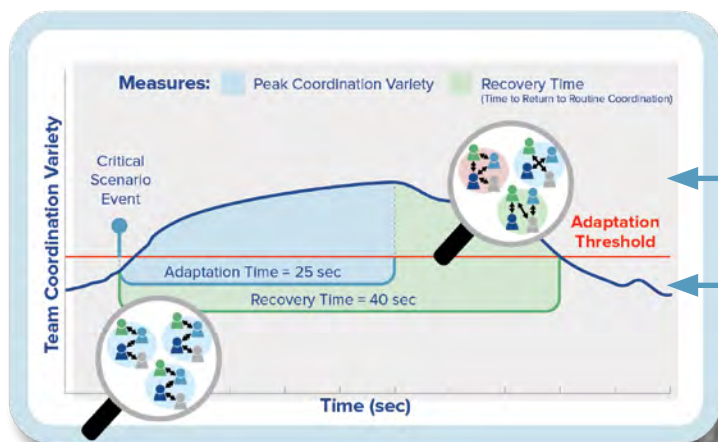 Measures: Peak Coordination Variety Recovery Time
(Time to Return to Routine Coordination)
Critical
Scenario
Event
Adaptation
Threshold
Adaptation Time = 25 sec
Recovery Time = 40 sec
Team Coordination Variety
Time (sec)